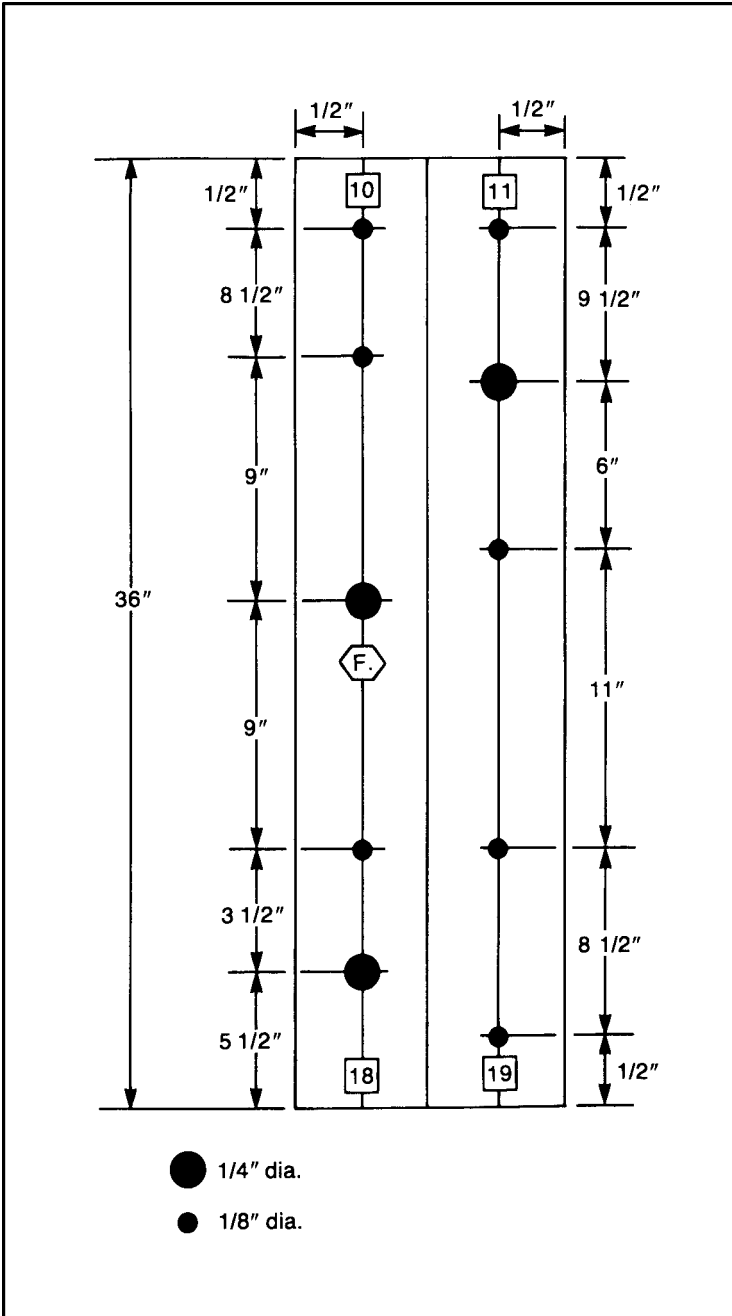 1/2″ 1/2″
1/2″ 10 11 1/2″
8 1/2″ 9 1/2″
9″ 6″
36″
F.
9″ 11″
3 1/2″ 8 1/2″
5 1/2″
18 19 1/2″
1/4″ dia.
1/8″ dia.